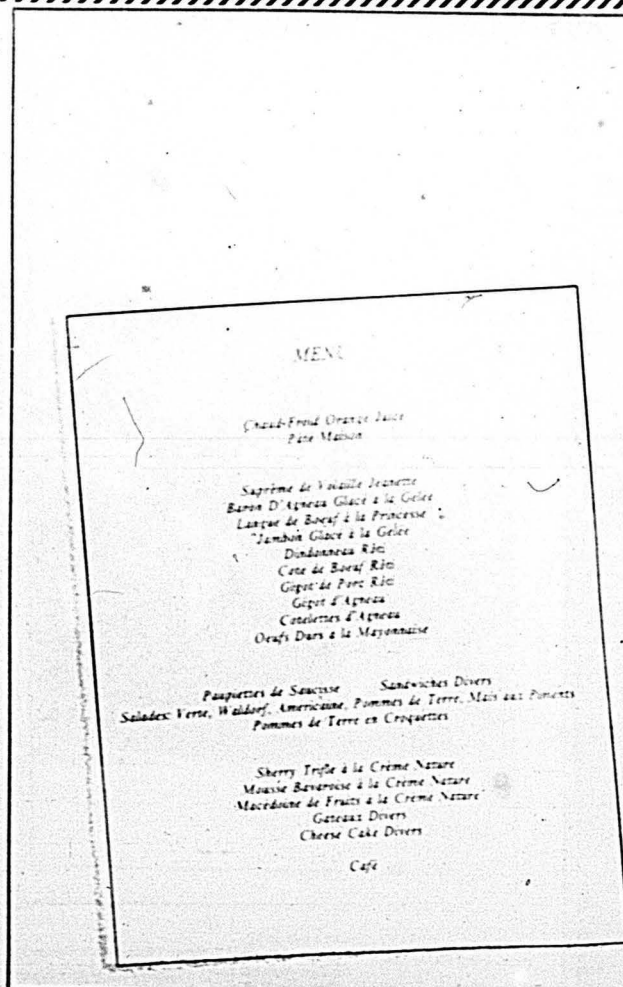 MENU
Chaud-Froid Orange Juice
Pate Maison
Suprème de Volaille Jeanette
Baron D'Agneau Glacé à la Gelée
Langue de Boeuf à la Princesse
Jambon Glacé à la Gelée
Dindonneau Rôti
Cote de Boeuf Rôti
Gigot de Porc Rôti
Gigot d'Agneau
Cotelettes d'Agneau
Oeufs Durs à la Mayonnaise
Pauquettes de Saucisse Sandwiches Divers
Salades: Verte, Waldorf, Americaine, Pommes de Terre, Mais aux Piments
Pommes de Terre en Croquettes
Sherry Trifle à la Crème Nature
Mousse Bavaroise à la Crème Nature
Macédoine de Fruits à la Crème Nature
Gateaux Divers
Cheese Cake Divers
Café